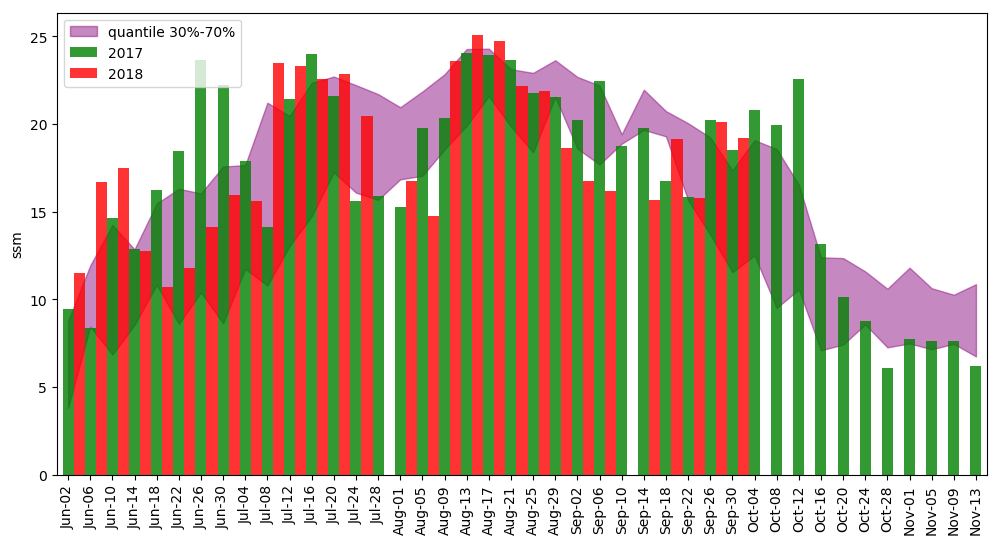 quantile 30%-70%
2017
2018
ssm
25
20
15
10
5
0
Jun-02
Jun-06
Jun-10
Jun-14
Jun-18
Jun-22
Jun-26
Jun-30
Jul-04
Jul-08
Jul-12
Jul-16
Jul-20
Jul-24
Jul-28
Aug-01
Aug-05
Aug-09
Aug-13
Aug-17
Aug-21
Aug-25
Aug-29
Sep-02
Sep-06
Sep-10
Sep-14
Sep-18
Sep-22
Sep-26
Sep-30
Oct-04
Oct-08
Oct-12
Oct-16
Oct-20
Oct-24
Oct-28
Nov-01
Nov-05
Nov-09
Nov-13